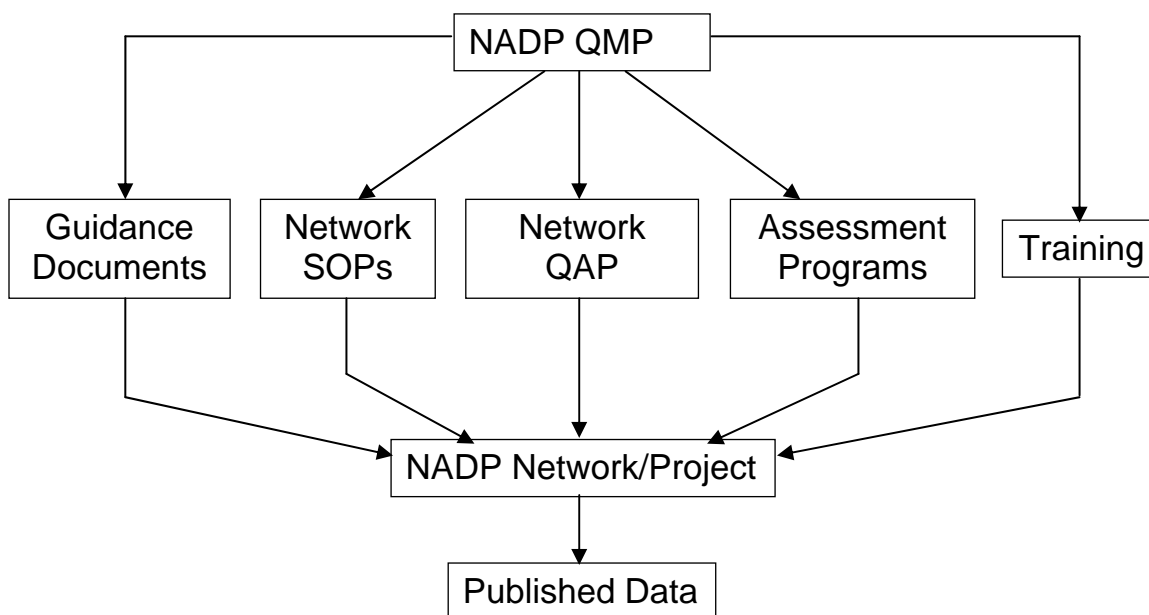 NADP QMP
Guidance
Documents
Network
SOPs
Network
QAP
Assessment
Programs
Training
NADP Network/Project
Published Data